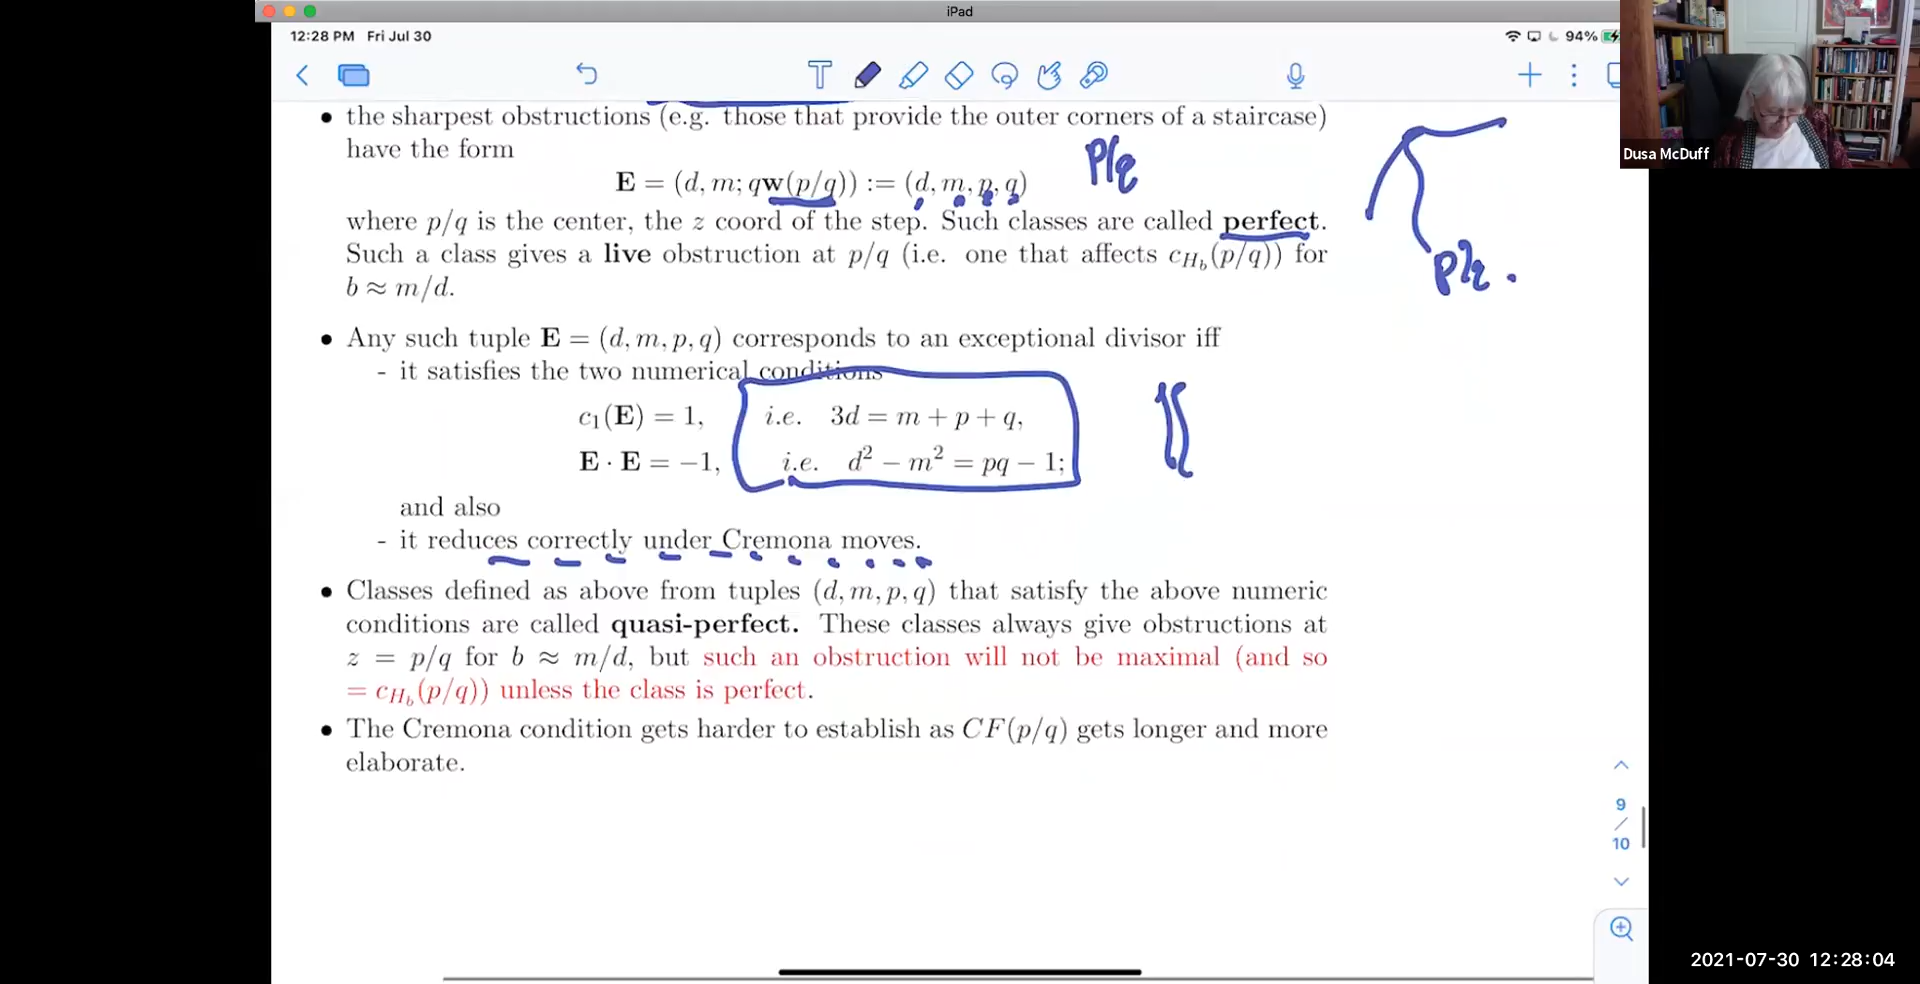 iPad
12:28 PM Fri Jul 30
94%
• the sharpest obstructions (e.g. those that provide the outer corners of a staircase)
have the form
E = (d, m; qw(p/q)) := (d, m, p, q)
p/q
where p/q is the center, the z coord of the step. Such classes are called perfect.
Such a class gives a live obstruction at p/q (i.e. one that affects c_{H_b}(p/q)) for
b ≈ m/d.
p/q.
• Any such tuple E = (d, m, p, q) corresponds to an exceptional divisor iff
- it satisfies the two numerical conditions
c₁(E) = 1, i.e. 3d = m + p + q,
E · E = −1, i.e. d² − m² = pq − 1;
and also
- it reduces correctly under Cremona moves.
• Classes defined as above from tuples (d, m, p, q) that satisfy the above numeric
conditions are called quasi-perfect. These classes always give obstructions at
z = p/q for b ≈ m/d, but such an obstruction will not be maximal (and so
= c_{H_b}(p/q)) unless the class is perfect.
• The Cremona condition gets harder to establish as CF(p/q) gets longer and more
elaborate.
9
/
10
Dusa McDuff
2021-07-30 12:28:04